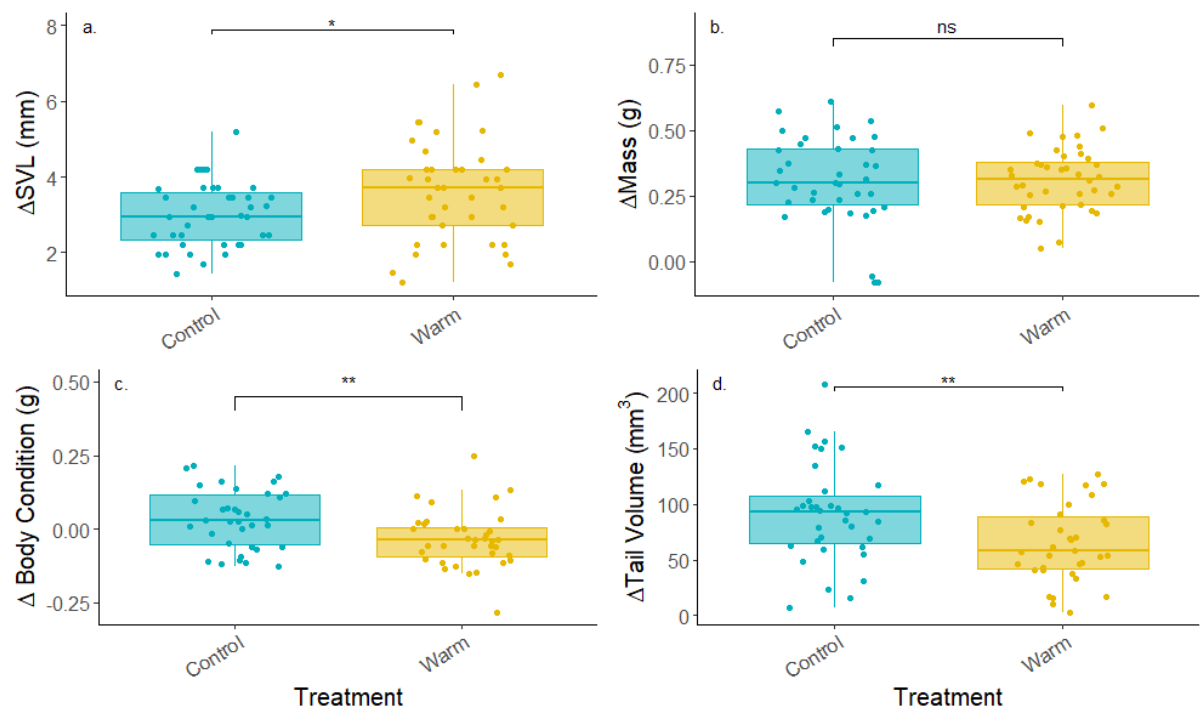 a.
*
ΔSVL (mm)
8
6
4
2
Control
Warm
b.
ns
ΔMass (g)
0.75
0.50
0.25
0.00
Control
Warm
c.
**
Δ Body Condition (g)
0.50
0.25
0.00
-0.25
Control
Warm
Treatment
d.
**
ΔTail Volume (mm³)
200
150
100
50
0
Control
Warm
Treatment